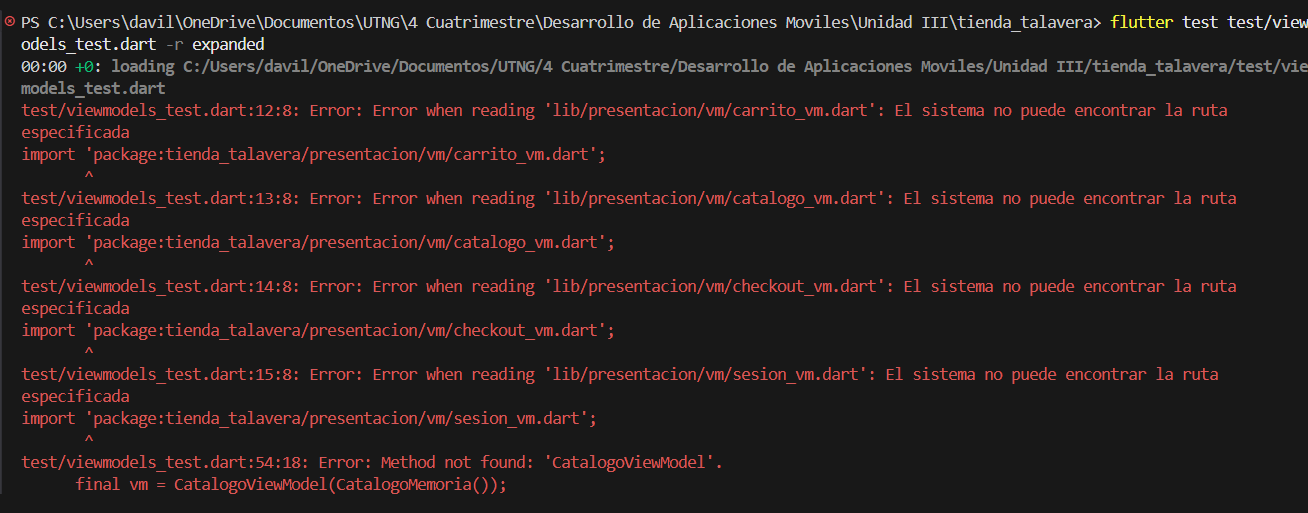 PS C:\Users\davil\OneDrive\Documentos\UTNG\4 Cuatrimestre\Desarrollo de Aplicaciones Moviles\Unidad III\tienda_talavera> flutter test test/viewm
odels_test.dart -r expanded
00:00 +0: loading C:/Users/davil/OneDrive/Documentos/UTNG/4 Cuatrimestre/Desarrollo de Aplicaciones Moviles/Unidad III/tienda_talavera/test/view
models_test.dart
test/viewmodels_test.dart:12:8: Error: Error when reading 'lib/presentacion/vm/carrito_vm.dart': El sistema no puede encontrar la ruta
especificada
import 'package:tienda_talavera/presentacion/vm/carrito_vm.dart';
^
test/viewmodels_test.dart:13:8: Error: Error when reading 'lib/presentacion/vm/catalogo_vm.dart': El sistema no puede encontrar la ruta
especificada
import 'package:tienda_talavera/presentacion/vm/catalogo_vm.dart';
^
test/viewmodels_test.dart:14:8: Error: Error when reading 'lib/presentacion/vm/checkout_vm.dart': El sistema no puede encontrar la ruta
especificada
import 'package:tienda_talavera/presentacion/vm/checkout_vm.dart';
^
test/viewmodels_test.dart:15:8: Error: Error when reading 'lib/presentacion/vm/sesion_vm.dart': El sistema no puede encontrar la ruta
especificada
import 'package:tienda_talavera/presentacion/vm/sesion_vm.dart';
^
test/viewmodels_test.dart:54:18: Error: Method not found: 'CatalogoViewModel'.
final vm = CatalogoViewModel(CatalogoMemoria());